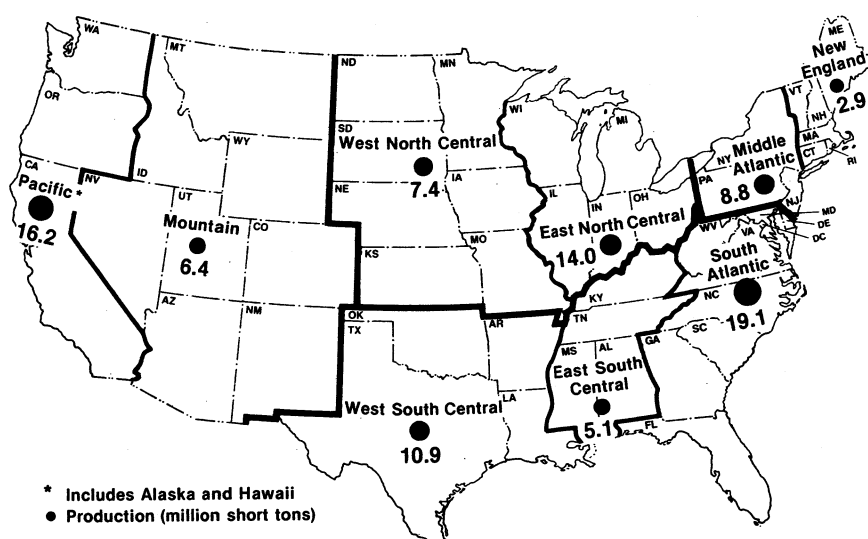 WA
MT
ND
MN
ME
New
England
2.9
VT
NH
MA
CT
RI
OR
WI
MI
SD
West North Central
7.4
WY
NY
Middle
Atlantic
8.8
PA
NJ
CA
Pacific*
16.2
NV
ID
UT
Mountain
6.4
NE
IA
IL
IN
OH
East North Central
14.0
MD
DE
DC
WV
VA
South
Atlantic
19.1
CO
KS
MO
KY
NC
AZ
NM
OK
TX
AR
TN
SC
MS
AL
GA
East South
Central
5.1
West South Central
10.9
LA
FL
* Includes Alaska and Hawaii
● Production (million short tons)